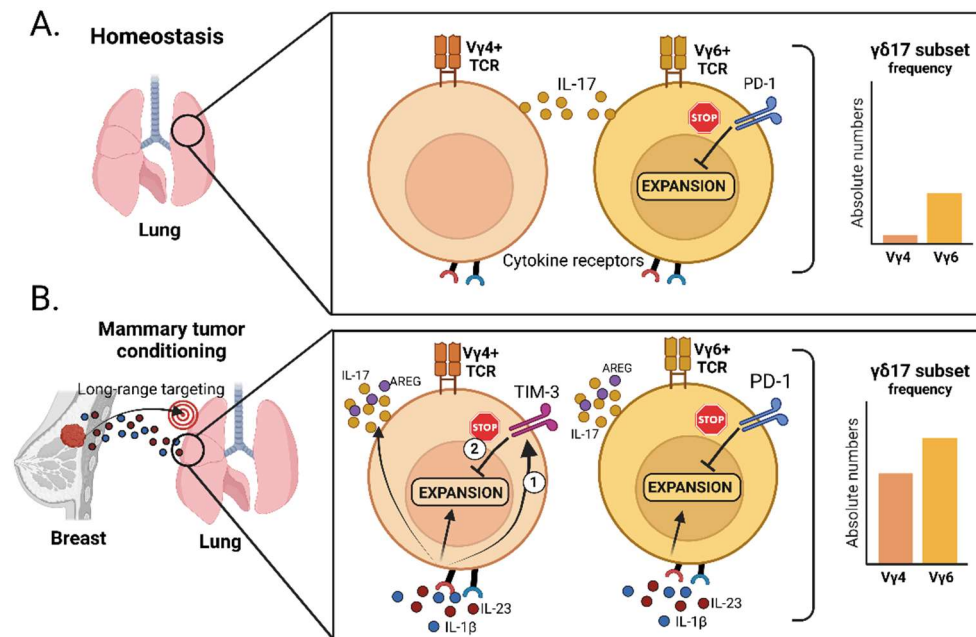 A.
Homeostasis
Lung
Vγ4+
TCR
IL-17
Vγ6+
TCR
PD-1
STOP
EXPANSION
Cytokine receptors
γδ17 subset
frequency
Absolute numbers
Vγ4 Vγ6
B.
Mammary tumor
conditioning
Long-range targeting
Breast
Lung
IL-17
AREG
Vγ4+
TCR
TIM-3
STOP
2
1
EXPANSION
IL-23
IL-1β
AREG
IL-17
Vγ6+
TCR
PD-1
STOP
EXPANSION
IL-23
IL-1β
γδ17 subset
frequency
Absolute numbers
Vγ4 Vγ6